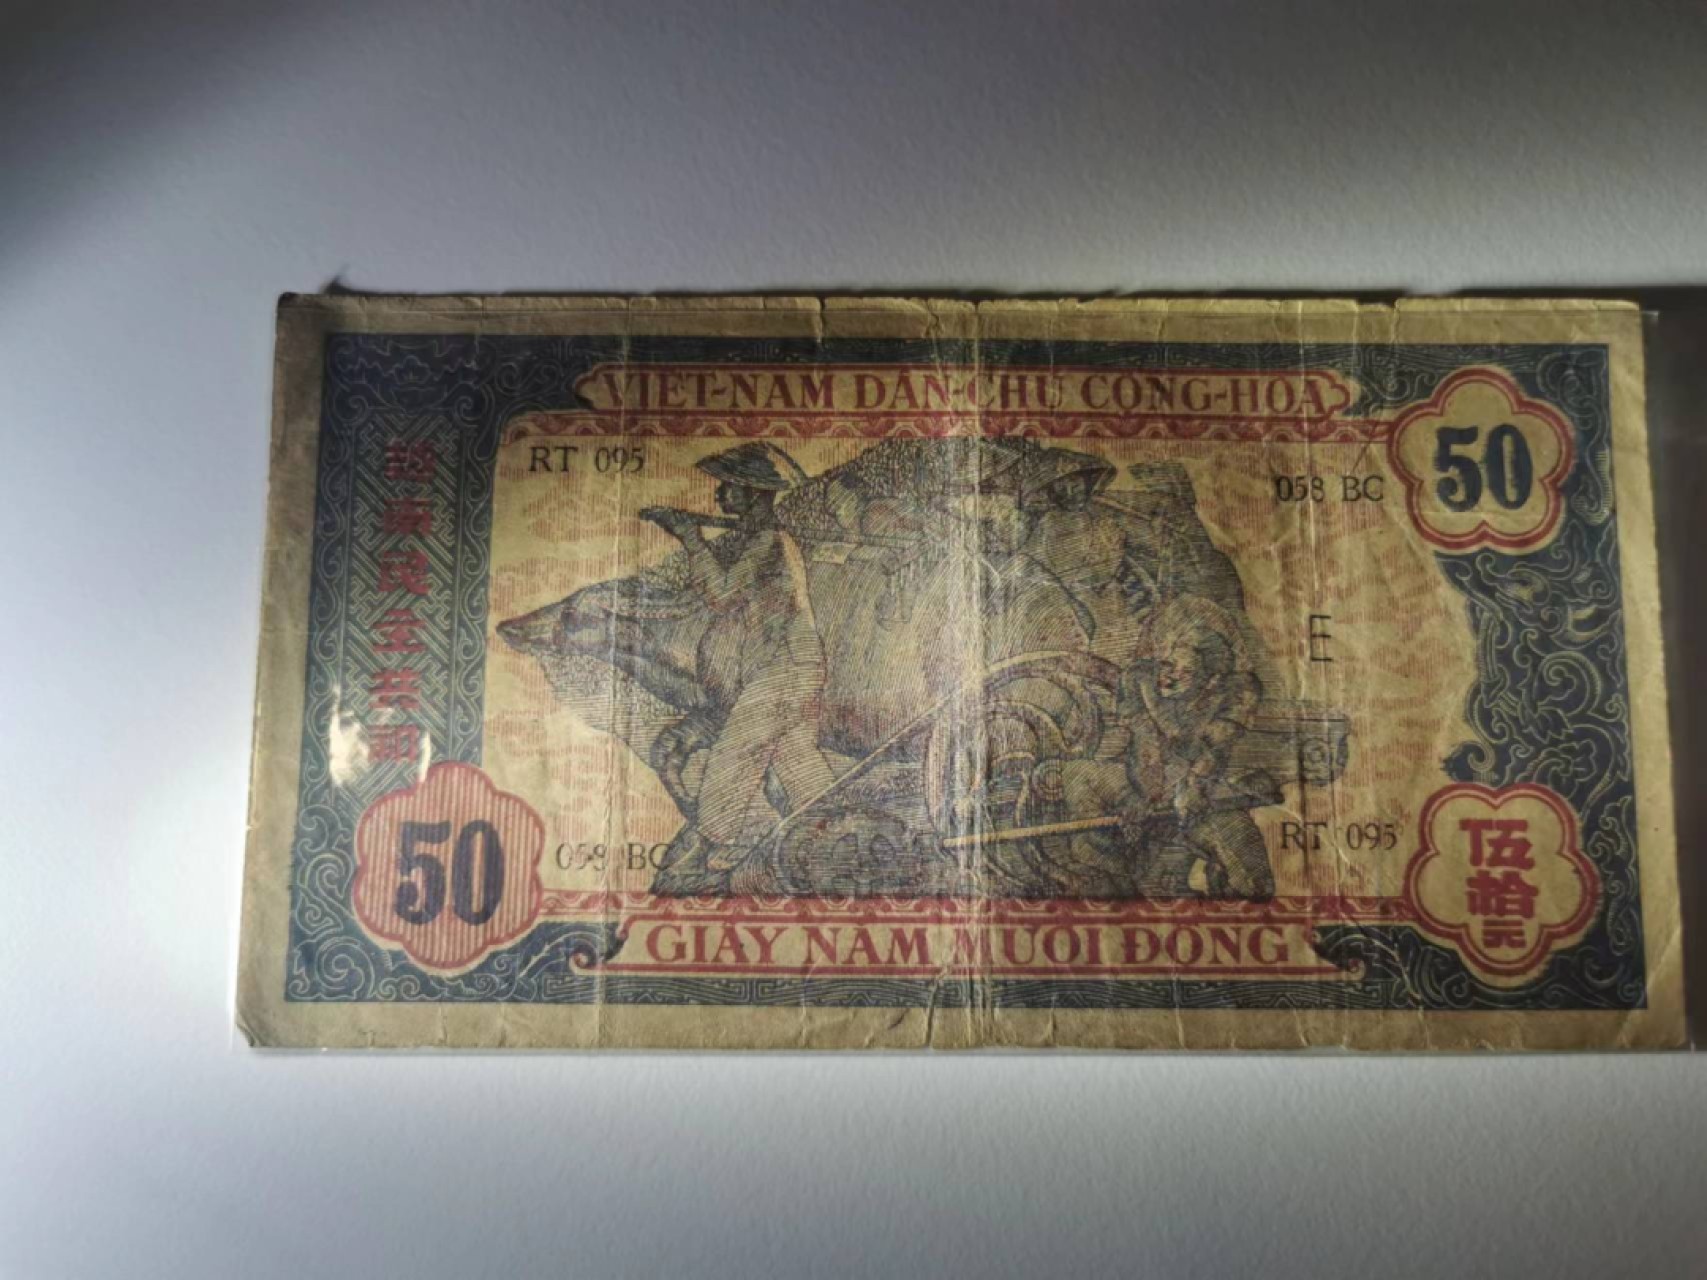 VIỆT-NAM DÂN-CHỦ CỘNG-HÒA
RT 095
058 BC
50
越南民主共和
E
50
058 BC
RT 095
伍拾元
GIẤY NĂM MƯƠI ĐỒNG